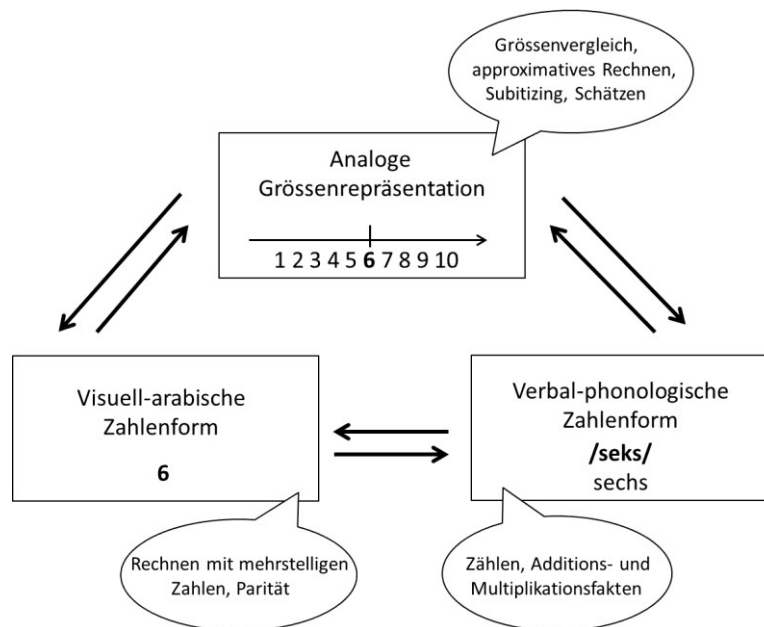 Grössenvergleich,
approximatives Rechnen,
Subitizing, Schätzen
Analoge
Grössenrepräsentation
1 2 3 4 5 6 7 8 9 10
Visuell-arabische
Zahlenform
6
Verbal-phonologische
Zahlenform
/seks/
sechs
Rechnen mit mehrstelligen
Zahlen, Parität
Zählen, Additions- und
Multiplikationsfakten